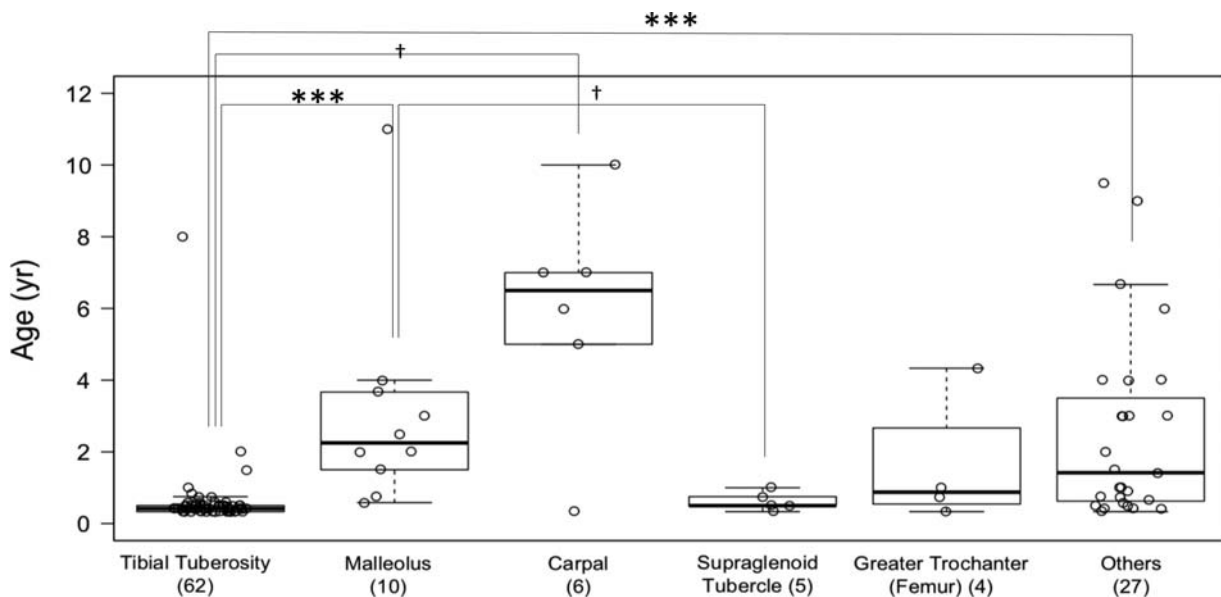 ***
†
***
†
Age (yr)
12
10
8
6
4
2
0
Tibial Tuberosity
(62)
Malleolus
(10)
Carpal
(6)
Supraglenoid
Tubercle (5)
Greater Trochanter
(Femur) (4)
Others
(27)